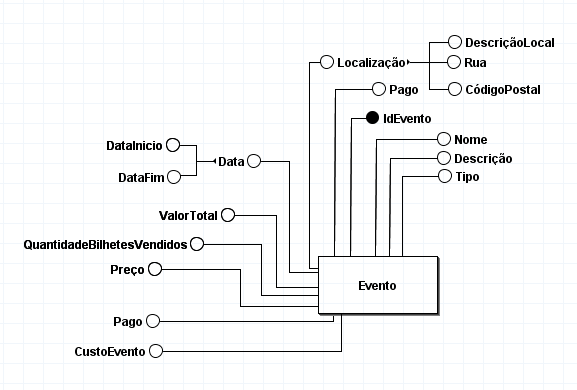 DescriçãoLocal
Localização
Rua
Pago
CódigoPostal
IdEvento
Nome
DataInicio
Descrição
Data
DataFim
Tipo
ValorTotal
QuantidadeBilhetesVendidos
Preço
Evento
Pago
CustoEvento